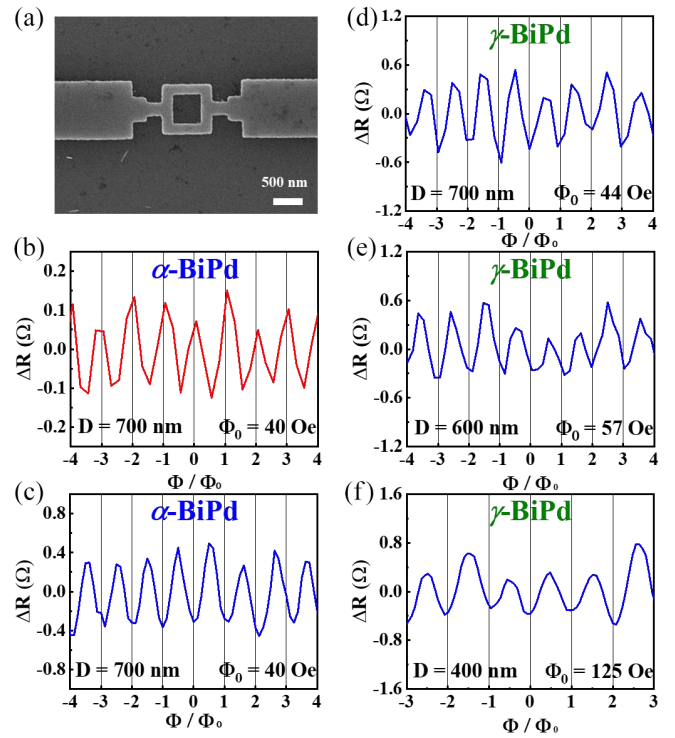 (a)
500 nm
(b)
α-BiPd
0.2
0.1
0.0
-0.1
-0.2
ΔR (Ω)
D = 700 nm
Φ0 = 40 Oe
-4 -3 -2 -1 0 1 2 3 4
Φ / Φ0
(c)
α-BiPd
0.8
0.4
0.0
-0.4
-0.8
ΔR (Ω)
D = 700 nm
Φ0 = 40 Oe
-4 -3 -2 -1 0 1 2 3 4
Φ / Φ0
(d)
γ-BiPd
1.2
0.6
0.0
-0.6
-1.2
ΔR (Ω)
D = 700 nm
Φ0 = 44 Oe
-4 -3 -2 -1 0 1 2 3 4
Φ / Φ0
(e)
γ-BiPd
1.2
0.6
0.0
-0.6
-1.2
ΔR (Ω)
D = 600 nm
Φ0 = 57 Oe
-4 -3 -2 -1 0 1 2 3 4
Φ / Φ0
(f)
γ-BiPd
1.6
0.8
0.0
-0.8
-1.6
ΔR (Ω)
D = 400 nm
Φ0 = 125 Oe
-3 -2 -1 0 1 2 3
Φ / Φ0